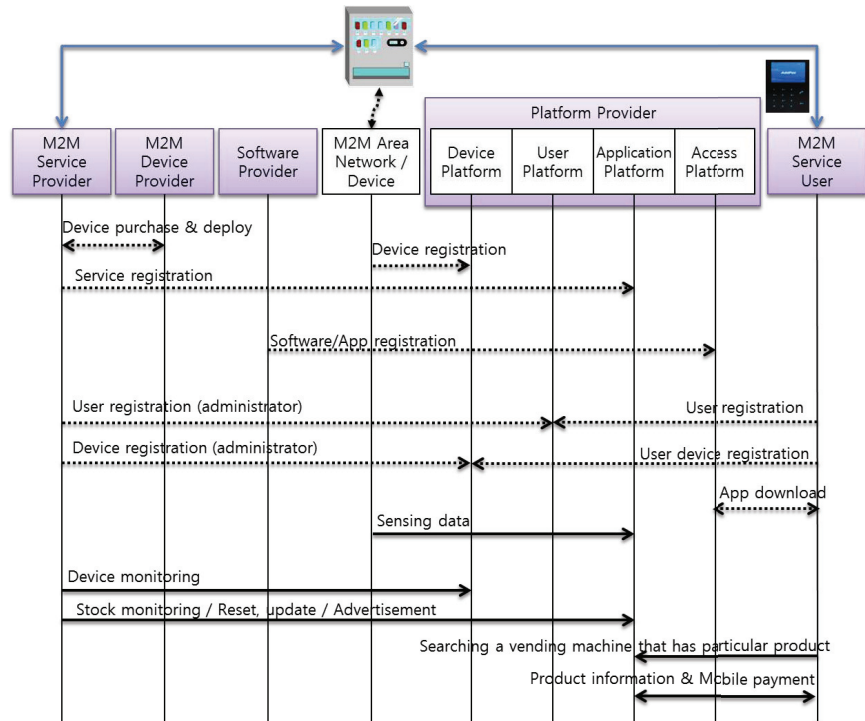 Platform Provider
M2M
Service
Provider
M2M
Device
Provider
Software
Provider
M2M Area
Network /
Device
Device
Platform
User
Platform
Application
Platform
Access
Platform
M2M
Service
User
Device purchase & deploy
Device registration
Service registration
Software/App registration
User registration (administrator)
User registration
Device registration (administrator)
User device registration
App download
Sensing data
Device monitoring
Stock monitoring / Reset, update / Advertisement
Searching a vending machine that has particular product
Product information & Mobile payment